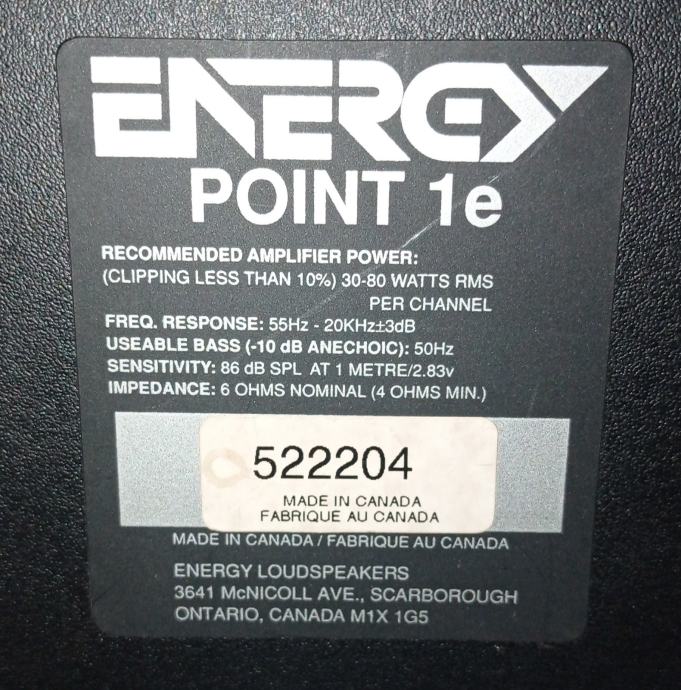 ENERGY
POINT 1e
RECOMMENDED AMPLIFIER POWER:
(CLIPPING LESS THAN 10%) 30-80 WATTS RMS
PER CHANNEL
FREQ. RESPONSE: 55Hz - 20KHz±3dB
USEABLE BASS (-10 dB ANECHOIC): 50Hz
SENSITIVITY: 86 dB SPL AT 1 METRE/2.83v
IMPEDANCE: 6 OHMS NOMINAL (4 OHMS MIN.)
522204
MADE IN CANADA
FABRIQUE AU CANADA
MADE IN CANADA / FABRIQUE AU CANADA
ENERGY LOUDSPEAKERS
3641 McNICOLL AVE., SCARBOROUGH
ONTARIO, CANADA M1X 1G5